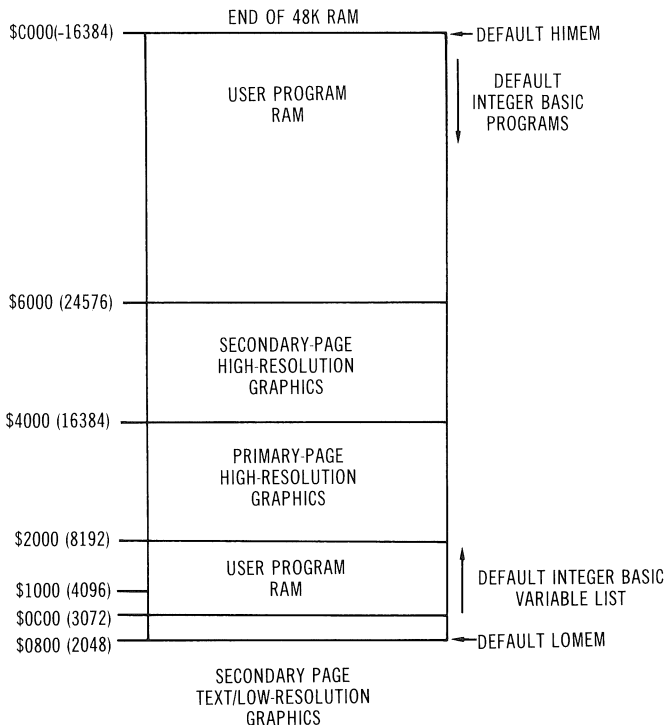 END OF 48K RAM
$C000(-16384)
DEFAULT HIMEM
USER PROGRAM
RAM
DEFAULT
INTEGER BASIC
PROGRAMS
$6000 (24576)
SECONDARY-PAGE
HIGH-RESOLUTION
GRAPHICS
$4000 (16384)
PRIMARY-PAGE
HIGH-RESOLUTION
GRAPHICS
$2000 (8192)
USER PROGRAM
RAM
$1000 (4096)
DEFAULT INTEGER BASIC
VARIABLE LIST
$0C00 (3072)
$0800 (2048)
DEFAULT LOMEM
SECONDARY PAGE
TEXT/LOW-RESOLUTION
GRAPHICS